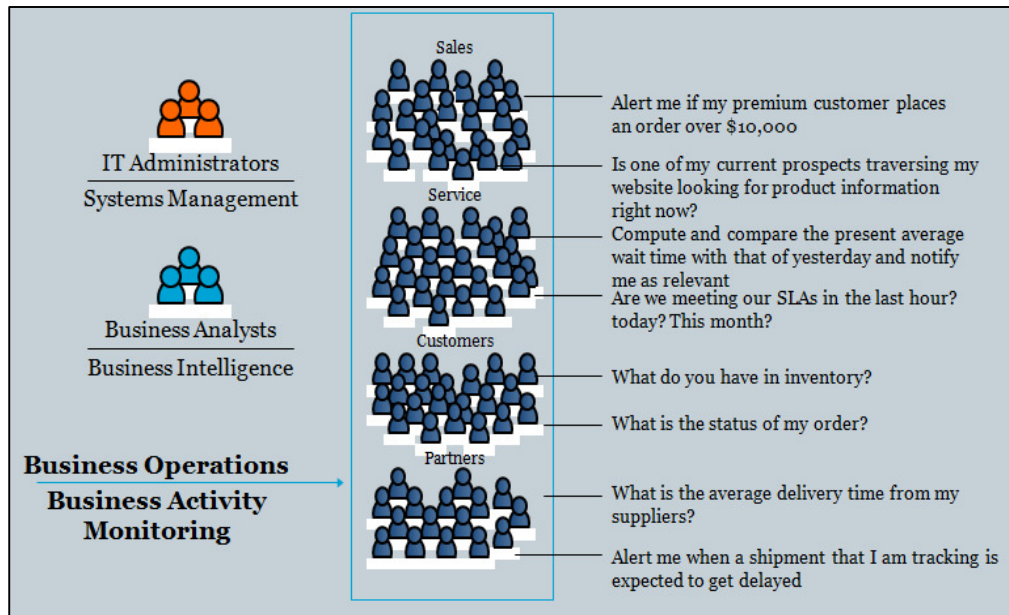 Sales
Alert me if my premium customer places
an order over $10,000
IT Administrators
Systems Management
Is one of my current prospects traversing my
website looking for product information
right now?
Service
Compute and compare the present average
wait time with that of yesterday and notify
me as relevant
Are we meeting our SLAs in the last hour?
today? This month?
Business Analysts
Business Intelligence
Customers
What do you have in inventory?
What is the status of my order?
Business Operations
Business Activity
Monitoring
Partners
What is the average delivery time from my
suppliers?
Alert me when a shipment that I am tracking is
expected to get delayed